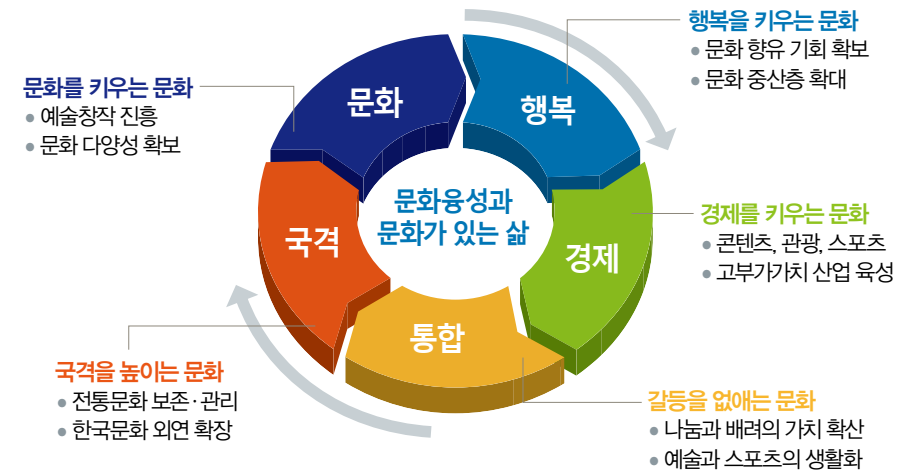 문화융성과
문화가 있는 삶
문화
행복
경제
통합
국격
문화를 키우는 문화
● 예술창작 진흥
● 문화 다양성 확보
행복을 키우는 문화
● 문화 향유 기회 확보
● 문화 중산층 확대
경제를 키우는 문화
● 콘텐츠, 관광, 스포츠
● 고부가가치 산업 육성
갈등을 없애는 문화
● 나눔과 배려의 가치 확산
● 예술과 스포츠의 생활화
국격을 높이는 문화
● 전통문화 보존·관리
● 한국문화 외연 확장